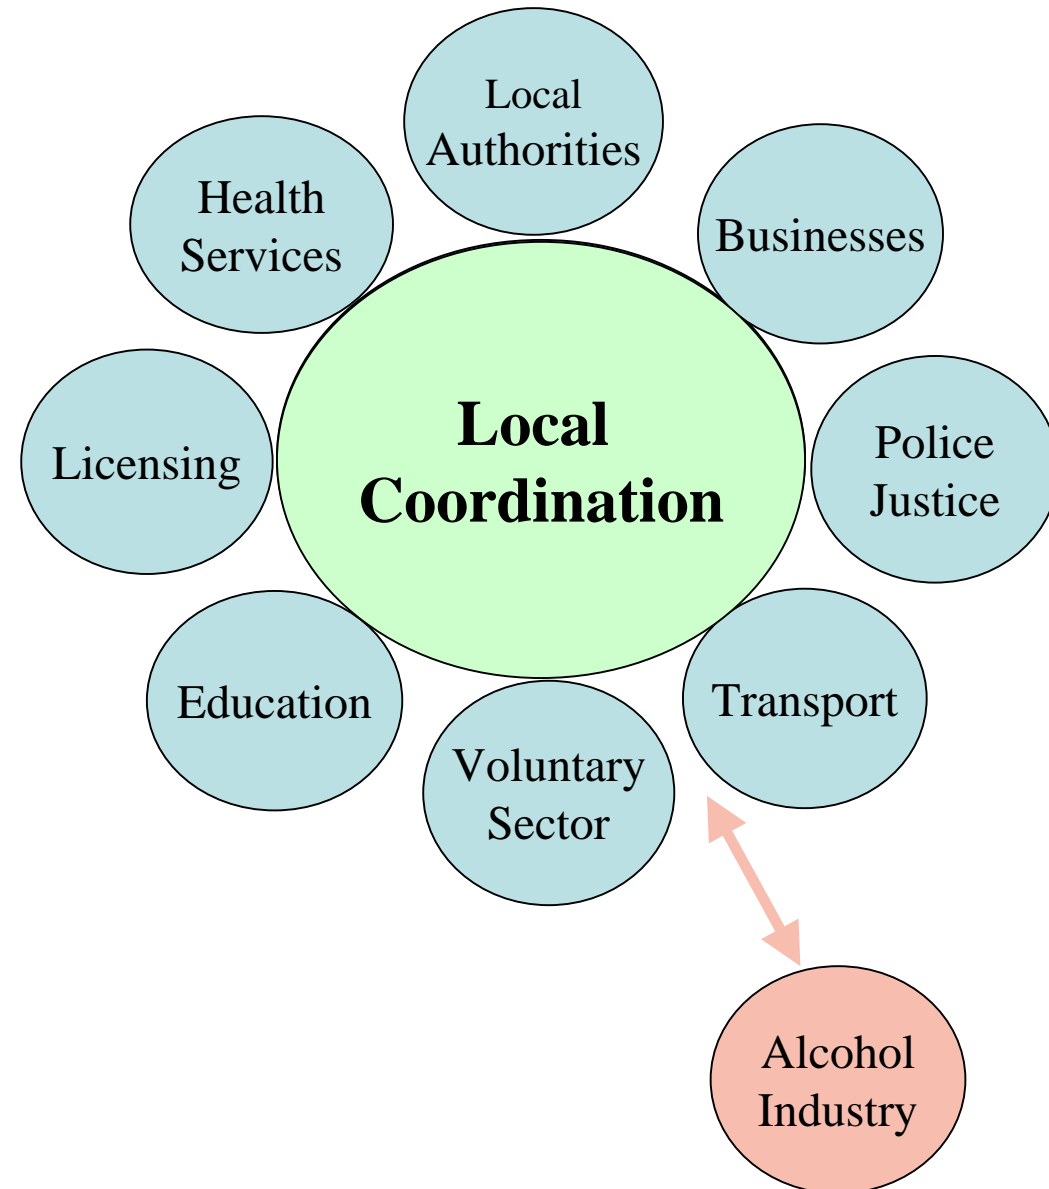 Local
Authorities
Health
Services
Businesses
Local
Coordination
Licensing
Police
Justice
Education
Transport
Voluntary
Sector
Alcohol
Industry